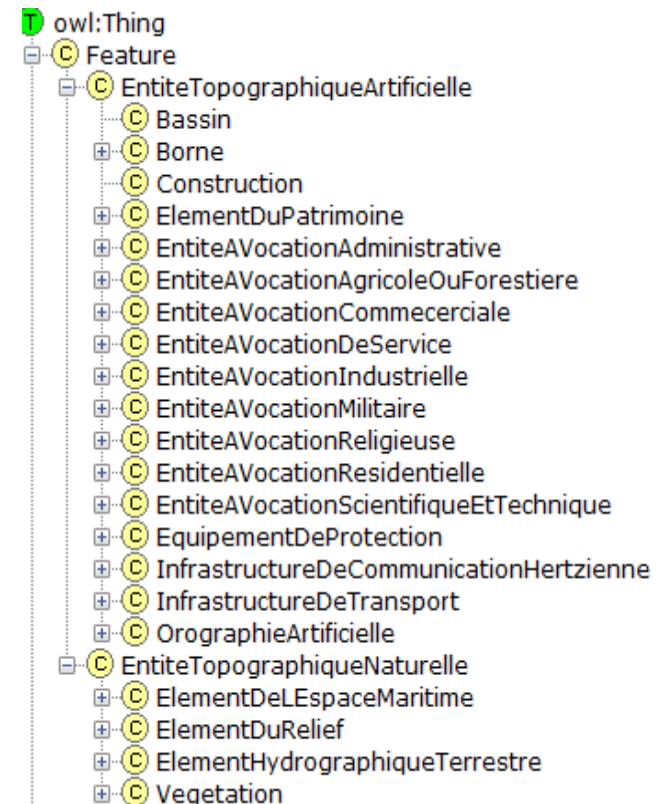 T owl:Thing
C Feature
C EntiteTopographiqueArtificielle
C Bassin
C Borne
C Construction
C ElementDuPatrimoine
C EntiteAVocationAdministrative
C EntiteAVocationAgricoleOuForestiere
C EntiteAVocationCommecerciale
C EntiteAVocationDeService
C EntiteAVocationIndustrielle
C EntiteAVocationMilitaire
C EntiteAVocationReligieuse
C EntiteAVocationResidentielle
C EntiteAVocationScientifiqueEtTechnique
C EquipementDeProtection
C InfrastructureDeCommunicationHertzienne
C InfrastructureDeTransport
C OrographieArtificielle
C EntiteTopographiqueNaturelle
C ElementDeLEspaceMaritime
C ElementDuRelief
C ElementHydrographiqueTerrestre
C Vegetation